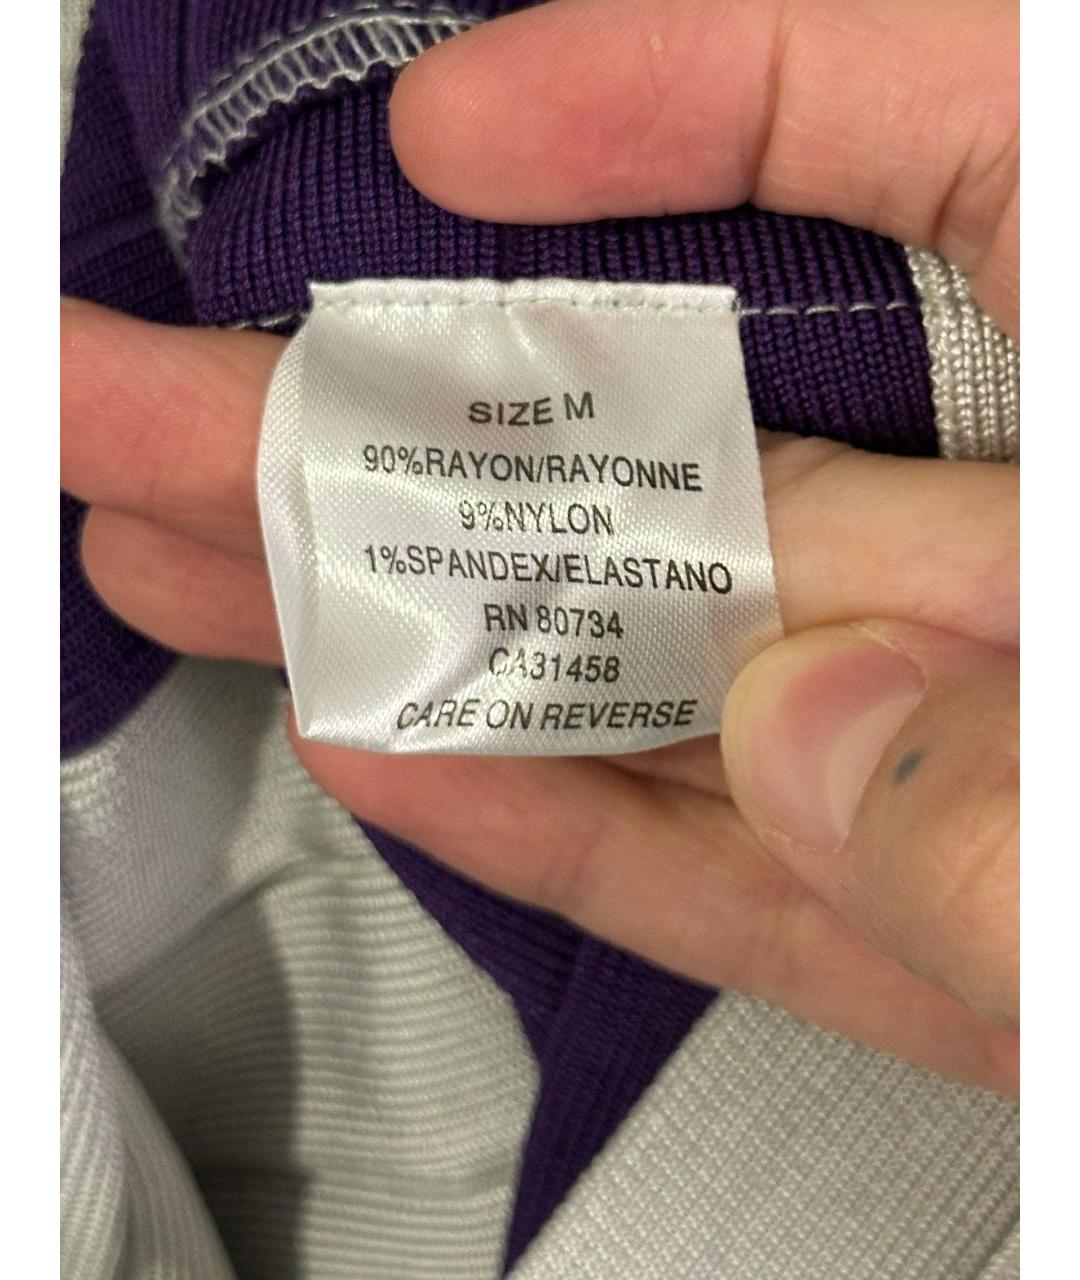 SIZE M
90%RAYON/RAYONNE
9%NYLON
1%SPANDEX/ELASTANO
RN 80734
CA31458
CARE ON REVERSE